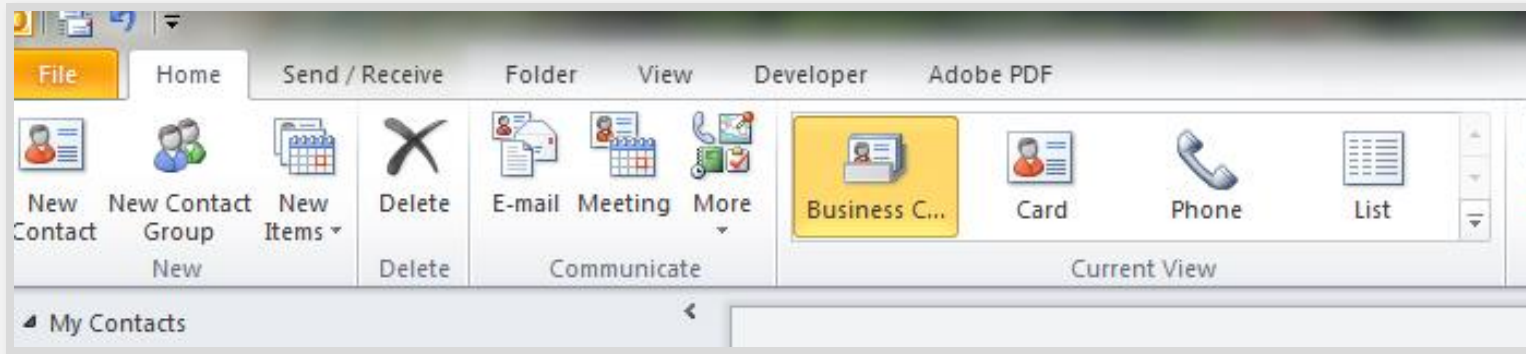 File Home Send / Receive Folder View Developer Adobe PDF
New New Contact New Delete E-mail Meeting More Business C... Card Phone List
Contact Group Items
New Delete Communicate Current View
My Contacts